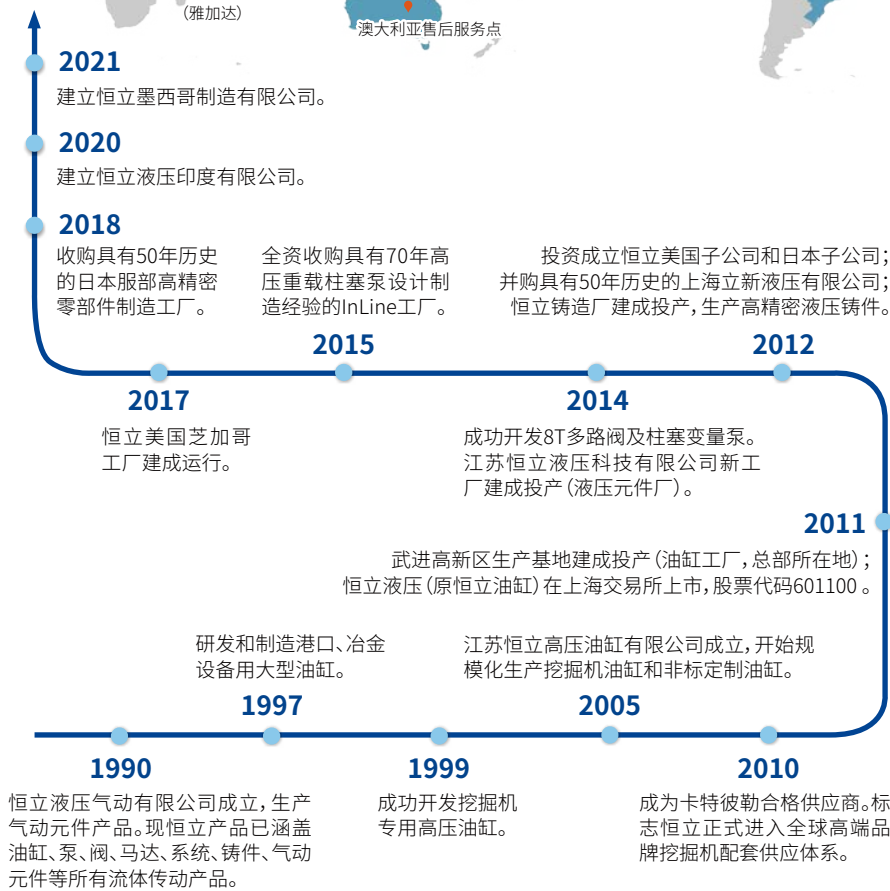 (雅加达)
澳大利亚售后服务点
2021
建立恒立墨西哥制造有限公司。
2020
建立恒立液压印度有限公司。
2018
收购具有50年历史
的日本服部高精密
零部件制造工厂。
全资收购具有70年高
压重载柱塞泵设计制
造经验的InLine工厂。
2015
投资成立恒立美国子公司和日本子公司；
并购具有50年历史的上海立新液压有限公司；
恒立铸造厂建成投产，生产高精密液压铸件。
2012
2017
恒立美国芝加哥
工厂建成运行。
2014
成功开发8T多路阀及柱塞变量泵。
江苏恒立液压科技有限公司新工
厂建成投产（液压元件厂）。
2011
武进高新区生产基地建成投产（油缸工厂，总部所在地）；
恒立液压（原恒立油缸）在上海交易所上市，股票代码601100 。
研发和制造港口、冶金
设备用大型油缸。
1997
江苏恒立高压油缸有限公司成立，开始规
模化生产挖掘机油缸和非标定制油缸。
2005
1990
恒立液压气动有限公司成立，生产
气动元件产品。现恒立产品已涵盖
油缸、泵、阀、马达、系统、铸件、气动
元件等所有流体传动产品。
1999
成功开发挖掘机
专用高压油缸。
2010
成为卡特彼勒合格供应商。标
志恒立正式进入全球高端品
牌挖掘机配套供应体系。